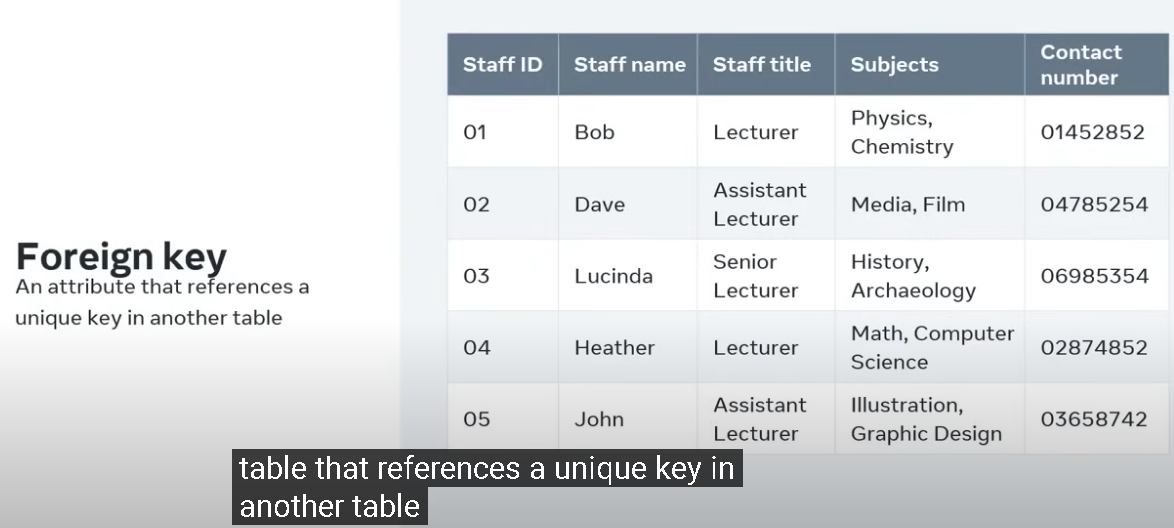 Foreign key
An attribute that references a
unique key in another table
Staff ID Staff name Staff title Subjects Contact number
01 Bob Lecturer Physics, Chemistry 01452852
02 Dave Assistant Lecturer Media, Film 04785254
03 Lucinda Senior Lecturer History, Archaeology 06985354
04 Heather Lecturer Math, Computer Science 02874852
05 John Assistant Lecturer Illustration, Graphic Design 03658742
table that references a unique key in
another table